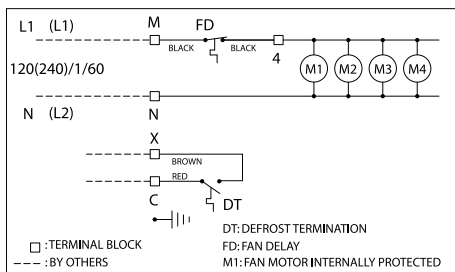 L1 (L1)
M
FD
BLACK
BLACK
4
120(240)/1/60
M1 M2 M3 M4
N (L2)
N
X
BROWN
RED
C
DT
DT: DEFROST TERMINATION
□ : TERMINAL BLOCK
FD: FAN DELAY
---- : BY OTHERS
M1: FAN MOTOR INTERNALLY PROTECTED